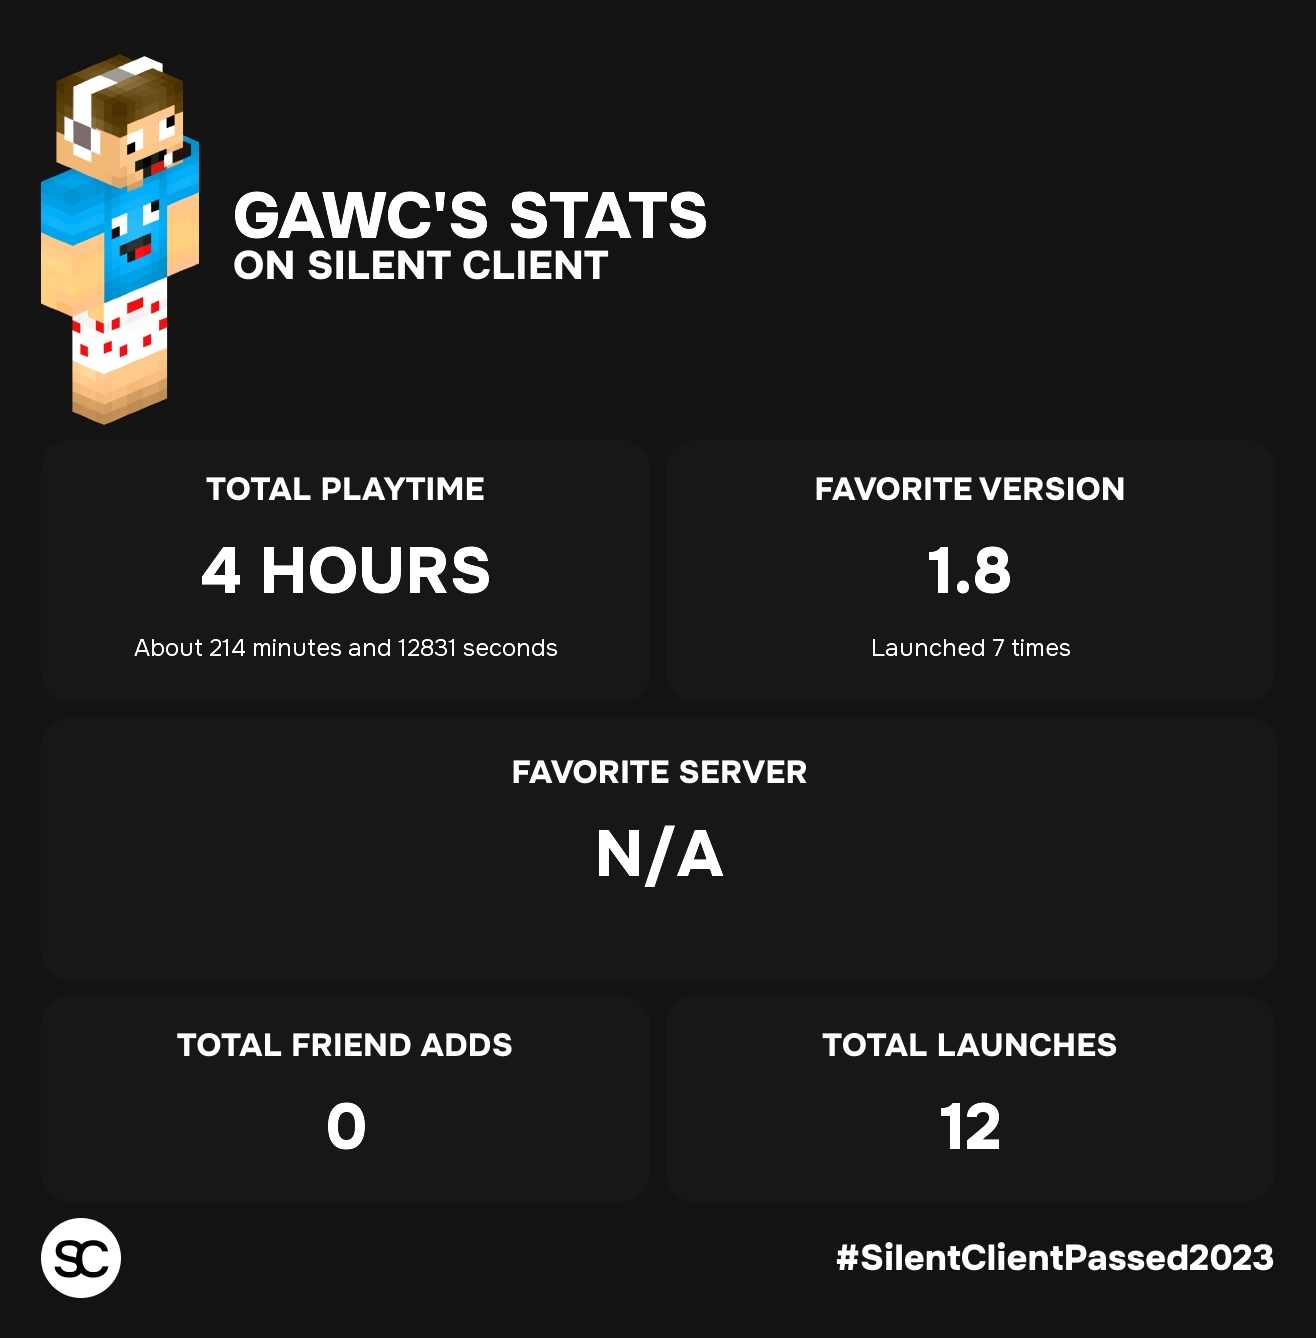 GAWC'S STATS
ON SILENT CLIENT
TOTAL PLAYTIME
4 HOURS
About 214 minutes and 12831 seconds
FAVORITE VERSION
1.8
Launched 7 times
FAVORITE SERVER
N/A
TOTAL FRIEND ADDS
0
TOTAL LAUNCHES
12
SC
#SilentClientPassed2023